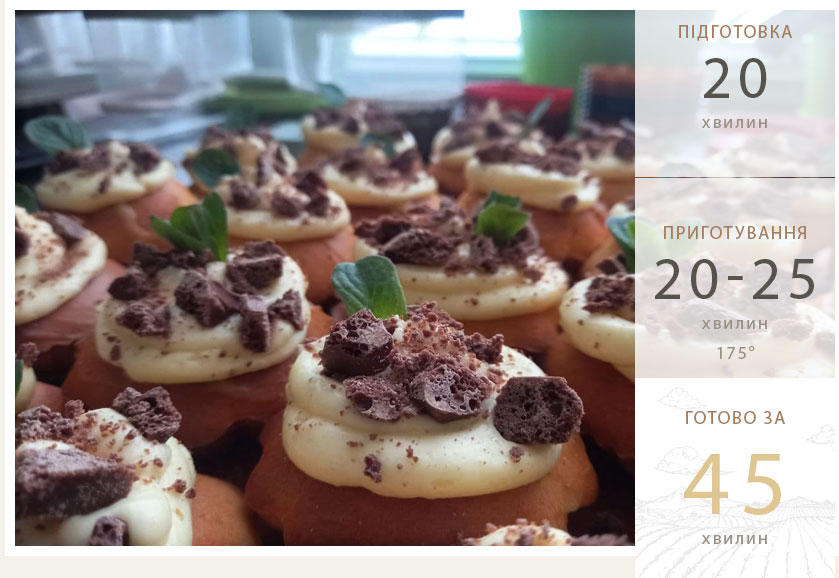 ПІДГОТОВКА
20
ХВИЛИН
ПРИГОТУВАННЯ
20-25
ХВИЛИН
175°
ГОТОВО ЗА
45
ХВИЛИН